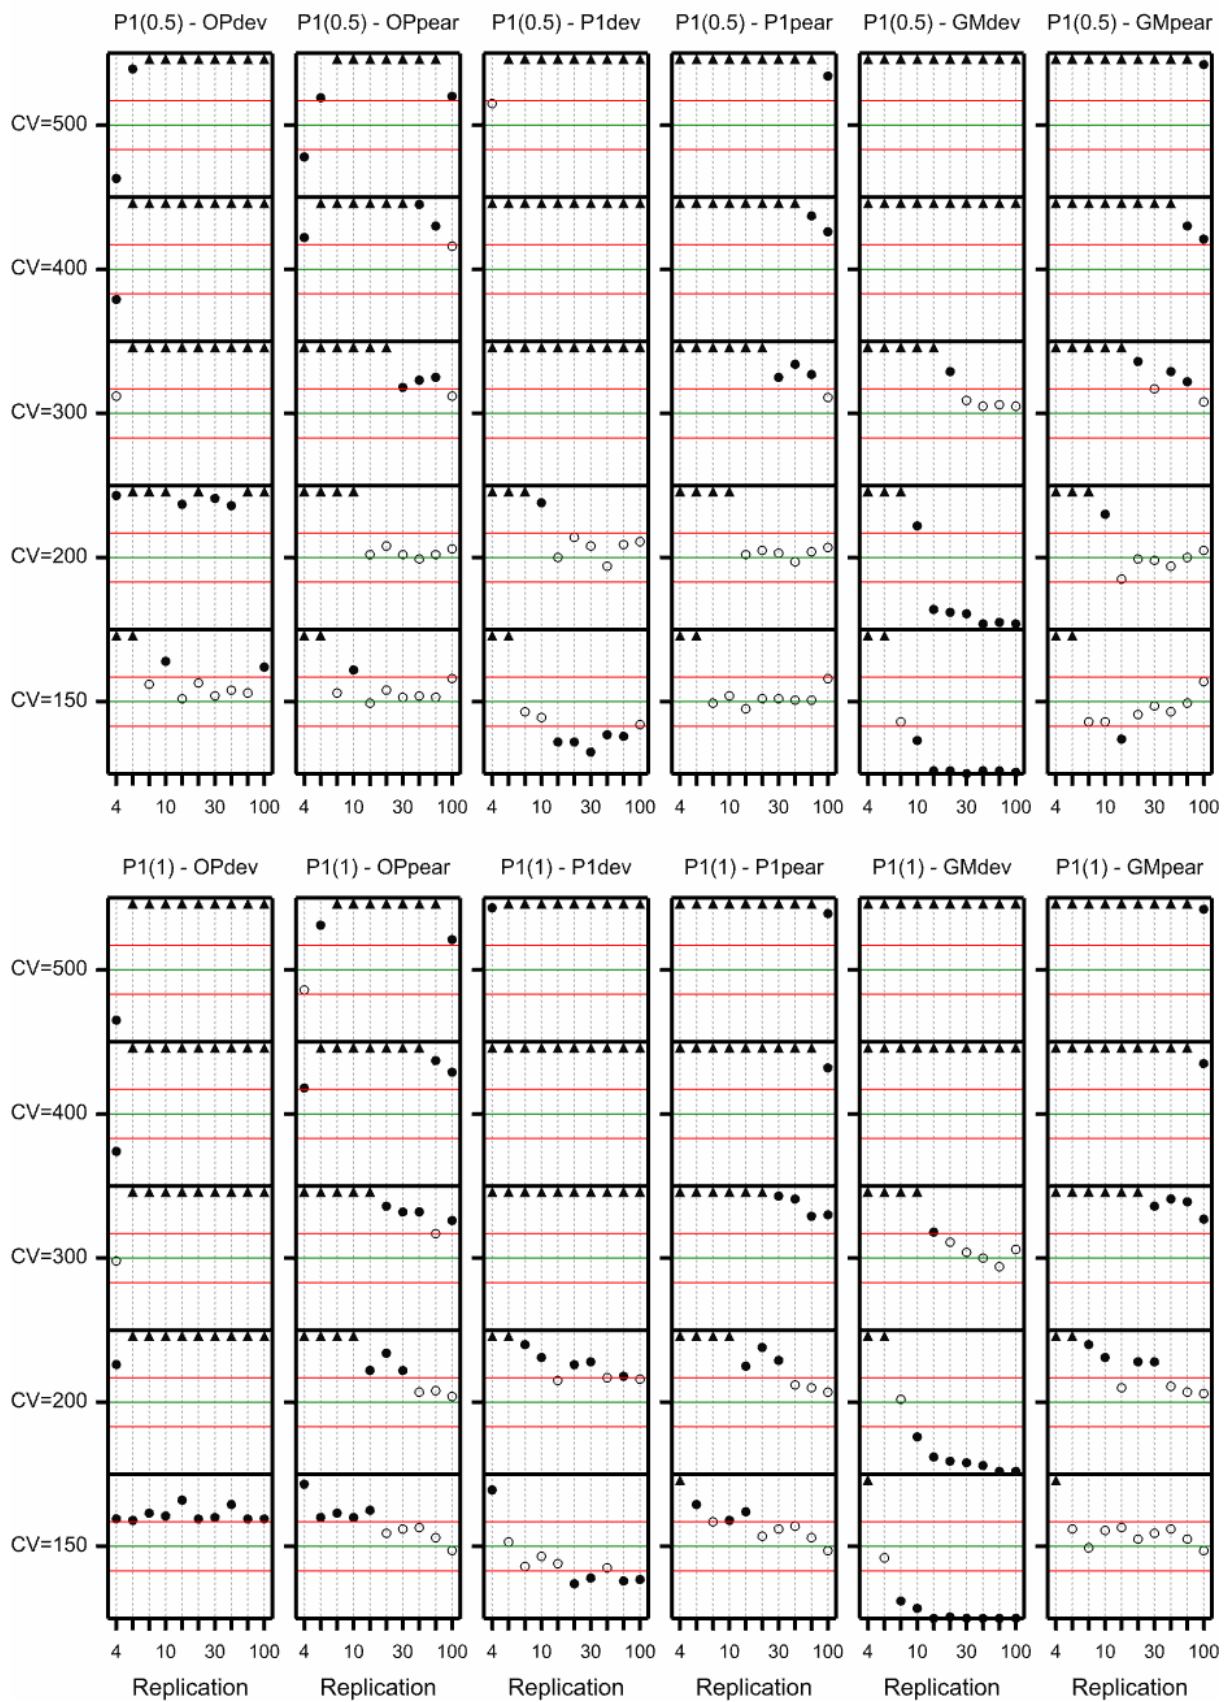 P1(0.5) - OPdev P1(0.5) - OPpear P1(0.5) - P1dev P1(0.5) - P1pear P1(0.5) - GMdev P1(0.5) - GMpear
CV=500
CV=400
CV=300
CV=200
CV=150
4 10 30 100 4 10 30 100 4 10 30 100 4 10 30 100 4 10 30 100 4 10 30 100
P1(1) - OPdev P1(1) - OPpear P1(1) - P1dev P1(1) - P1pear P1(1) - GMdev P1(1) - GMpear
CV=500
CV=400
CV=300
CV=200
CV=150
4 10 30 100 4 10 30 100 4 10 30 100 4 10 30 100 4 10 30 100 4 10 30 100
Replication Replication Replication Replication Replication Replication